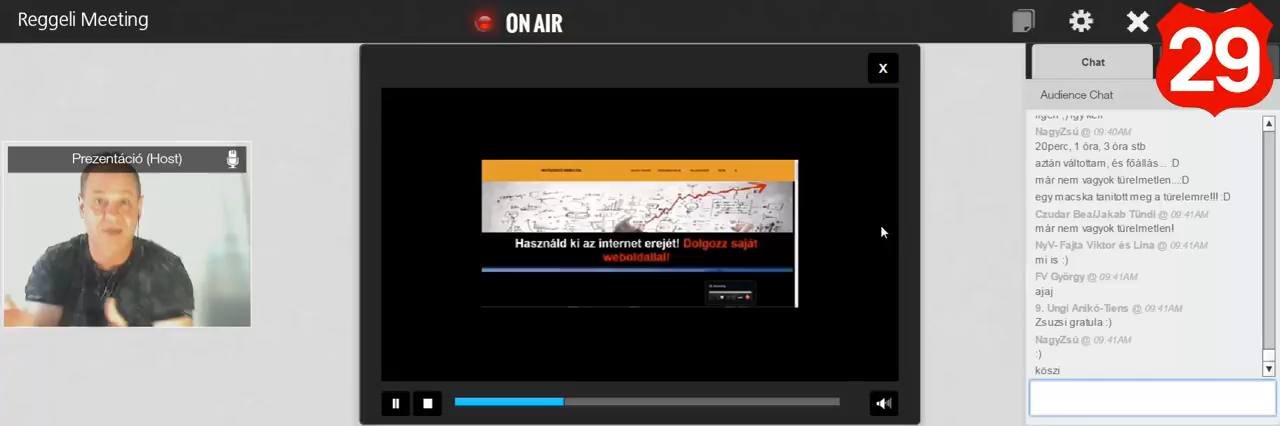 Reggeli Meeting
ON AIR
29
X
Chat
Audience Chat
Prezentáció (Host)
NagyZsú @ 09:40AM
20perc, 1 óra, 3 óra stb
aztán váltottam, és főállás... :D
már nem vagyok türelmetlen...:D
egy macska tanitott meg a türelemre!!! :D
Czudar Bea/Jakab Tündi @ 09:41AM
már nem vagyok türelmetlen!
NyV- Fajta Viktor és Lina @ 09:41AM
mi is :)
FV György @ 09:41AM
ajaj
9. Ungi Anikó-Tiens @ 09:41AM
Zsuzsi gratula :)
NagyZsú @ 09:41AM
:)
köszi
Használd ki az internet erejét! Dolgozz saját
weboldallal!